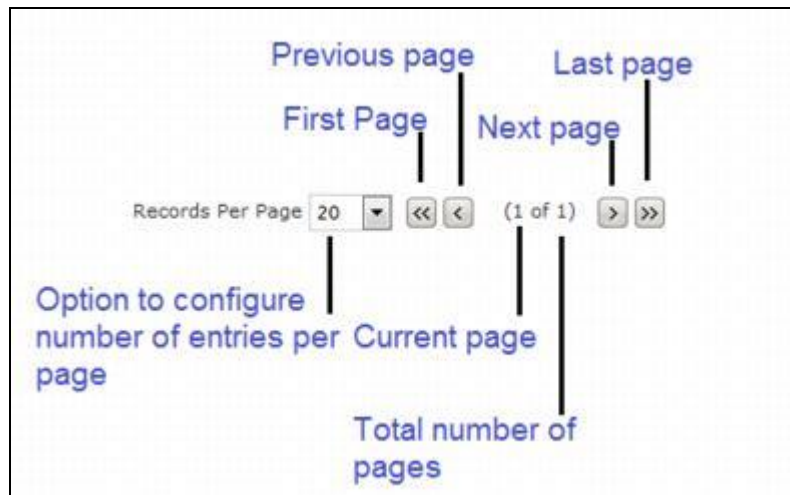 Previous page
Last page
First Page
Next page
Records Per Page 20 << < (1 of 1) > >>
Option to configure
number of entries per
page
Current page
Total number of
pages